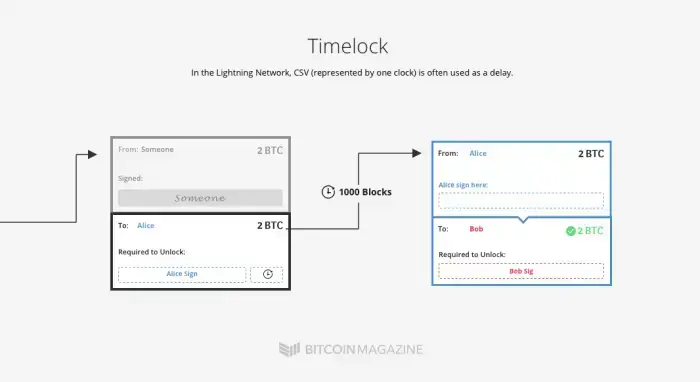 Timelock
In the Lightning Network, CSV (represented by one clock) is often used as a delay.
From: Someone 2 BTC
Signed:
Someone
To: Alice 2 BTC
Required to Unlock:
Alice Sign
1000 Blocks
From: Alice 2 BTC
Alice sign here:
To: Bob 2 BTC
Required to Unlock:
Bob Sig
BITCOIN MAGAZINE